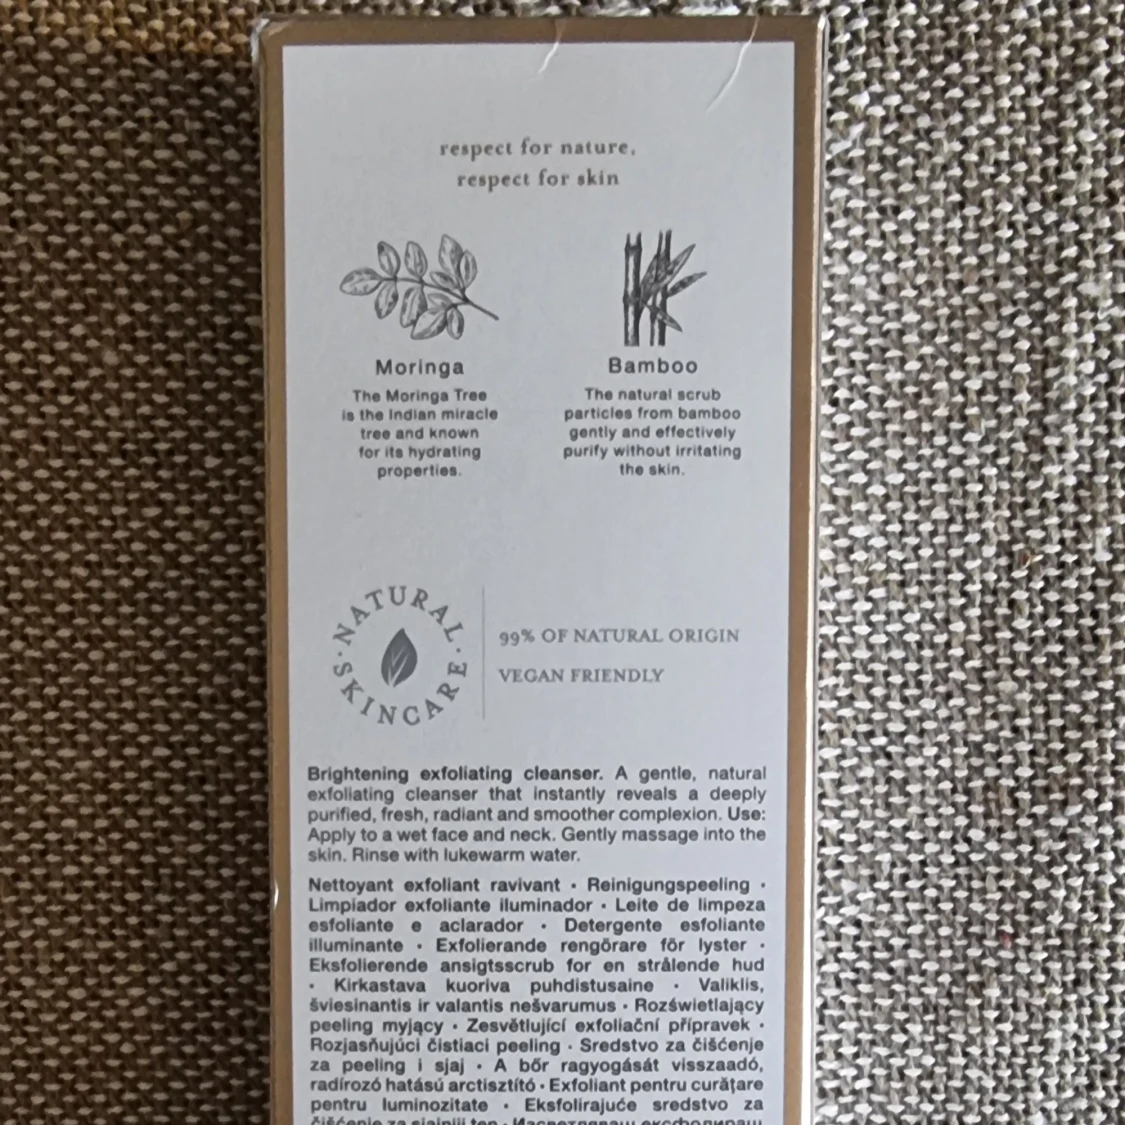 respect for nature,
respect for skin
Moringa
The Moringa Tree
is the Indian miracle
tree and known
for its hydrating
properties.
Bamboo
The natural scrub
particles from bamboo
gently and effectively
purify without irritating
the skin.
· NATURAL · SKINCARE
99% OF NATURAL ORIGIN
VEGAN FRIENDLY
Brightening exfoliating cleanser. A gentle, natural
exfoliating cleanser that instantly reveals a deeply
purified, fresh, radiant and smoother complexion. Use:
Apply to a wet face and neck. Gently massage into the
skin. Rinse with lukewarm water.
Nettoyant exfoliant ravivant · Reinigungspeeling ·
Limpiador exfoliante iluminador · Leite de limpeza
esfoliante e aclarador · Detergente esfoliante
illuminante · Exfolierande rengörare för lyster ·
Eksfolierende ansigtsscrub for en strålende hud
· Kirkastava kuoriva puhdistusaine · Valiklis,
šviesinantis ir valantis nešvarumus · Rozświetlający
peeling myjący · Zesvětlující exfoliační přípravek ·
Rozjasňujúci čistiaci peeling · Sredstvo za čišćenje
za peeling i sjaj · A bőr ragyogását visszaadó,
radírozó hatású arctisztító · Exfoliant pentru curățare
pentru luminozitate · Eksfolirajuće sredstvo za